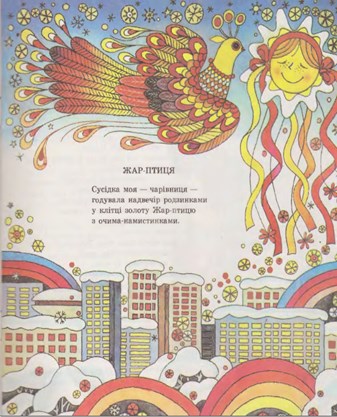 ЖАР-ПТИЦЯ
Сусідка моя — чарівниця —
годувала надвечір родзинками
у клітці золоту Жар-птицю
з очима-намистинками.